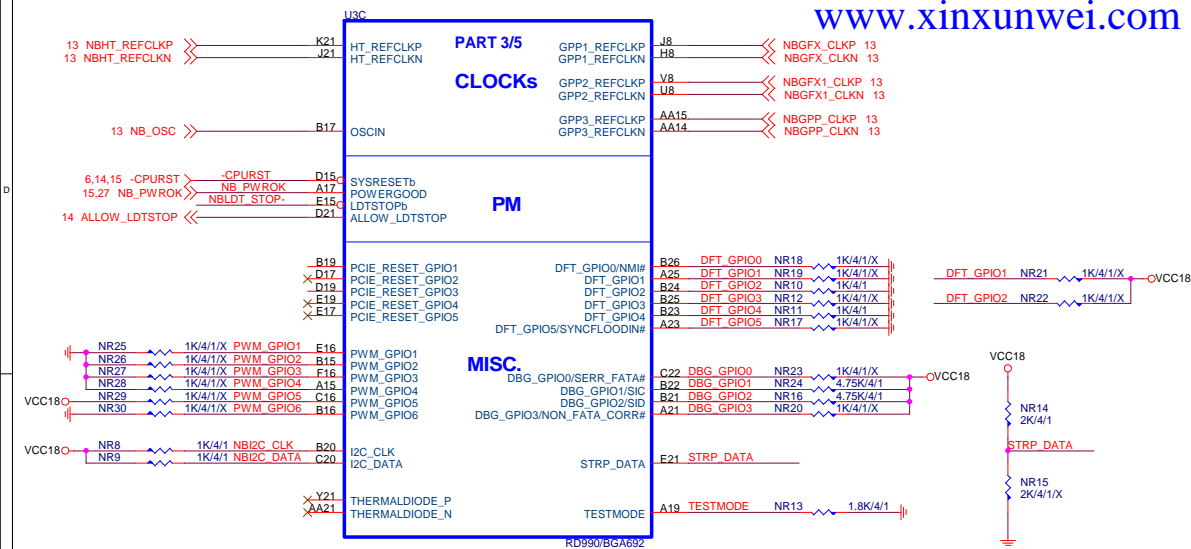 www.xinxunwei.com
U3C
13 NBHT_REFCLKP K21 HT_REFCLKP PART 3/5 GPP1_REFCLKP J8 NBGFX_CLKP 13
13 NBHT_REFCLKN J21 HT_REFCLKN GPP1_REFCLKN H8 NBGFX_CLKN 13
CLOCKs
GPP2_REFCLKP V8 NBGFX1_CLKP 13
GPP2_REFCLKN U8 NBGFX1_CLKN 13
GPP3_REFCLKP AA15 NBGPP_CLKP 13
13 NB_OSC B17 OSCIN GPP3_REFCLKN AA14 NBGPP_CLKN 13
6,14,15 -CPURST -CPURST D15 SYSRESETb
15,27 NB_PWROK NB_PWROK A17 POWERGOOD
D
NBLDT_STOP- E15 LDTSTOPb PM
14 ALLOW_LDTSTOP D21 ALLOW_LDTSTOP
B19 PCIE_RESET_GPIO1 DFT_GPIO0/NMI# B26 DFT_GPIO0 NR18 1K/4/1/X
D17 PCIE_RESET_GPIO2 DFT_GPIO1 A25 DFT_GPIO1 NR19 1K/4/1/X DFT_GPIO1 NR21 1K/4/1/X VCC18
D19 PCIE_RESET_GPIO3 DFT_GPIO2 B24 DFT_GPIO2 NR10 1K/4/1
E19 PCIE_RESET_GPIO4 DFT_GPIO3 B25 DFT_GPIO3 NR12 1K/4/1/X DFT_GPIO2 NR22 1K/4/1/X
E17 PCIE_RESET_GPIO5 DFT_GPIO4 B23 DFT_GPIO4 NR11 1K/4/1
DFT_GPIO5/SYNCFLOODIN# A23 DFT_GPIO5 NR17 1K/4/1/X
NR25 1K/4/1/X PWM_GPIO1 E16 PWM_GPIO1
NR26 1K/4/1/X PWM_GPIO2 B15 PWM_GPIO2 MISC.
NR27 1K/4/1/X PWM_GPIO3 F16 PWM_GPIO3 DBG_GPIO0/SERR_FATA# C22 DBG_GPIO0 NR23 1K/4/1/X VCC18
NR28 1K/4/1/X PWM_GPIO4 A15 PWM_GPIO4 DBG_GPIO1/SIC B22 DBG_GPIO1 NR24 4.75K/4/1
VCC18 NR29 1K/4/1/X PWM_GPIO5 C16 PWM_GPIO5 DBG_GPIO2/SID B21 DBG_GPIO2 NR16 4.75K/4/1
NR30 1K/4/1/X PWM_GPIO6 B16 PWM_GPIO6 DBG_GPIO3/NON_FATA_CORR# A21 DBG_GPIO3 NR20 1K/4/1/X
VCC18
NR14
2K/4/1
VCC18 NR8 1K/4/1 NBI2C_CLK B20 I2C_CLK
NR9 1K/4/1 NBI2C_DATA C20 I2C_DATA STRP_DATA E21 STRP_DATA
STRP_DATA
NR15
2K/4/1/X
Y21 THERMALDIODE_P
AA21 THERMALDIODE_N TESTMODE A19 TESTMODE NR13 1.8K/4/1
RD990/BGA692